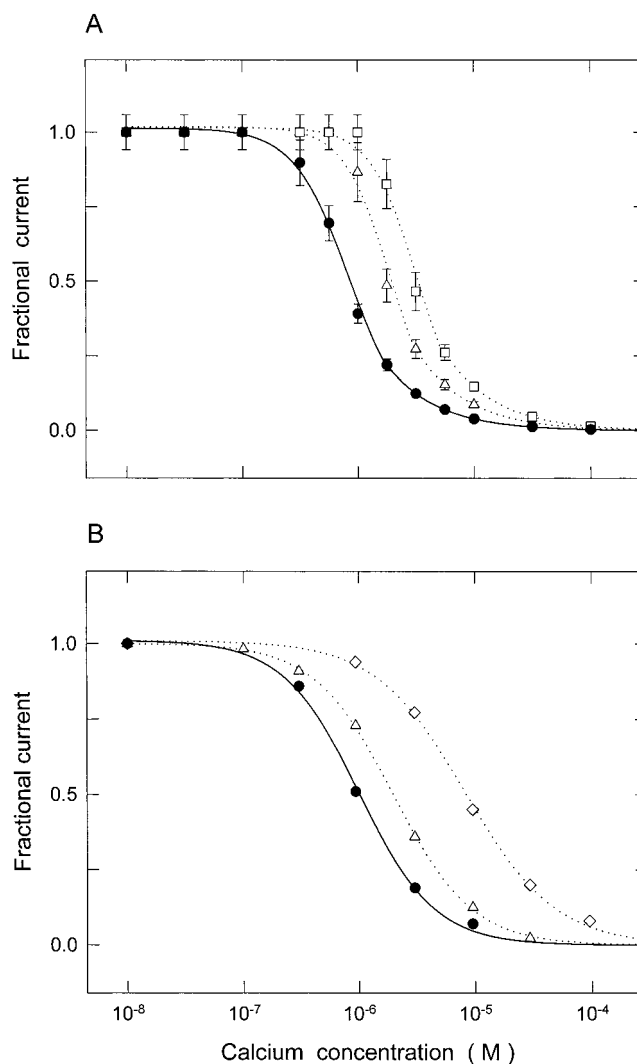 A
1.0
0.5
0.0
Fractional current
B
1.0
0.5
0.0
Fractional current
10⁻⁸ 10⁻⁷ 10⁻⁶ 10⁻⁵ 10⁻⁴
Calcium concentration ( M )